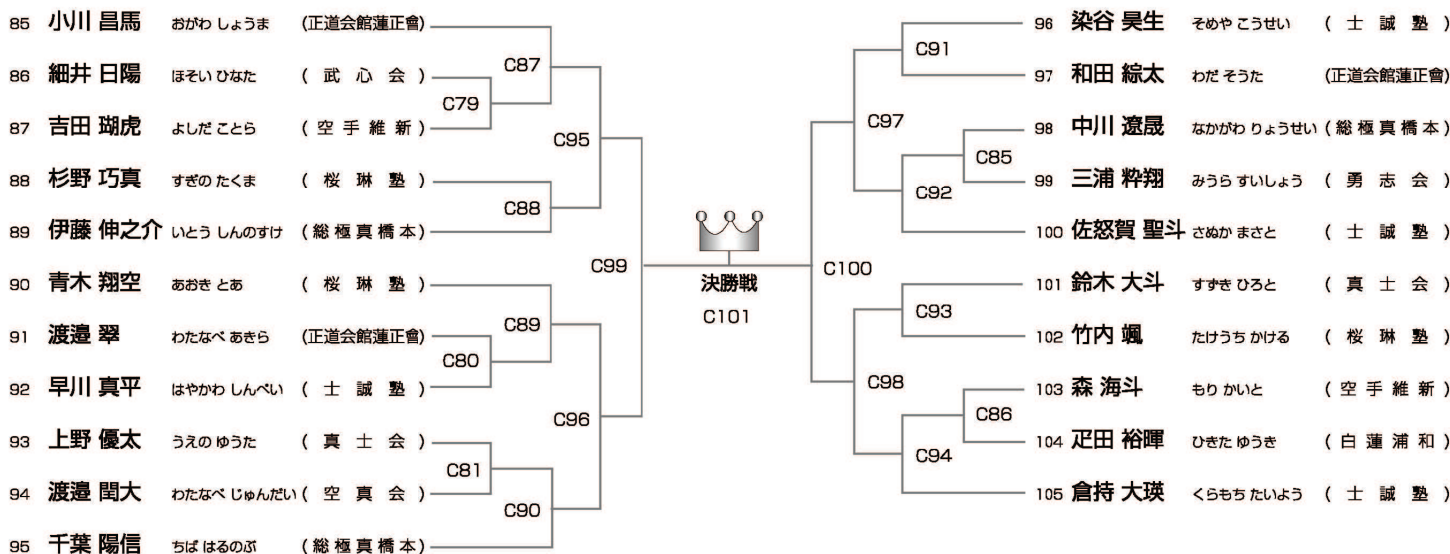 85 小川 昌馬 おがわ しょうま (正道会館蓮正會)
86 細井 日陽 ほそい ひなた (武心会)
87 吉田 瑚虎 よしだ ことら (空手維新)
88 杉野 巧真 すぎの たくま (桜琳塾)
89 伊藤 伸之介 いとう しんのすけ (総極真橋本)
90 青木 翔空 あおき とあ (桜琳塾)
91 渡邉 翠 わたなべ あきら (正道会館蓮正會)
92 早川 真平 はやかわ しんぺい (士誠塾)
93 上野 優太 うえの ゆうた (真士会)
94 渡邉 閏大 わたなべ じゅんだい (空真会)
95 千葉 陽信 ちば はるのぶ (総極真橋本)
C87
C79
C95
C88
C99
C89
C80
C96
C81
C90
決勝戦
C101
C91
C97
C85
C92
C100
C93
C98
C86
C94
96 染谷 昊生 そめや こうせい (士誠塾)
97 和田 綜太 わだ そうた (正道会館蓮正會)
98 中川 遼晟 なかがわ りょうせい (総極真橋本)
99 三浦 粋翔 みうら すいしょう (勇志会)
100 佐怒賀 聖斗 さぬか まさと (士誠塾)
101 鈴木 大斗 すずき ひろと (真士会)
102 竹内 颯 たけうち かける (桜琳塾)
103 森 海斗 もり かいと (空手維新)
104 疋田 裕暉 ひきた ゆうき (白蓮浦和)
105 倉持 大瑛 くらもち たいよう (士誠塾)